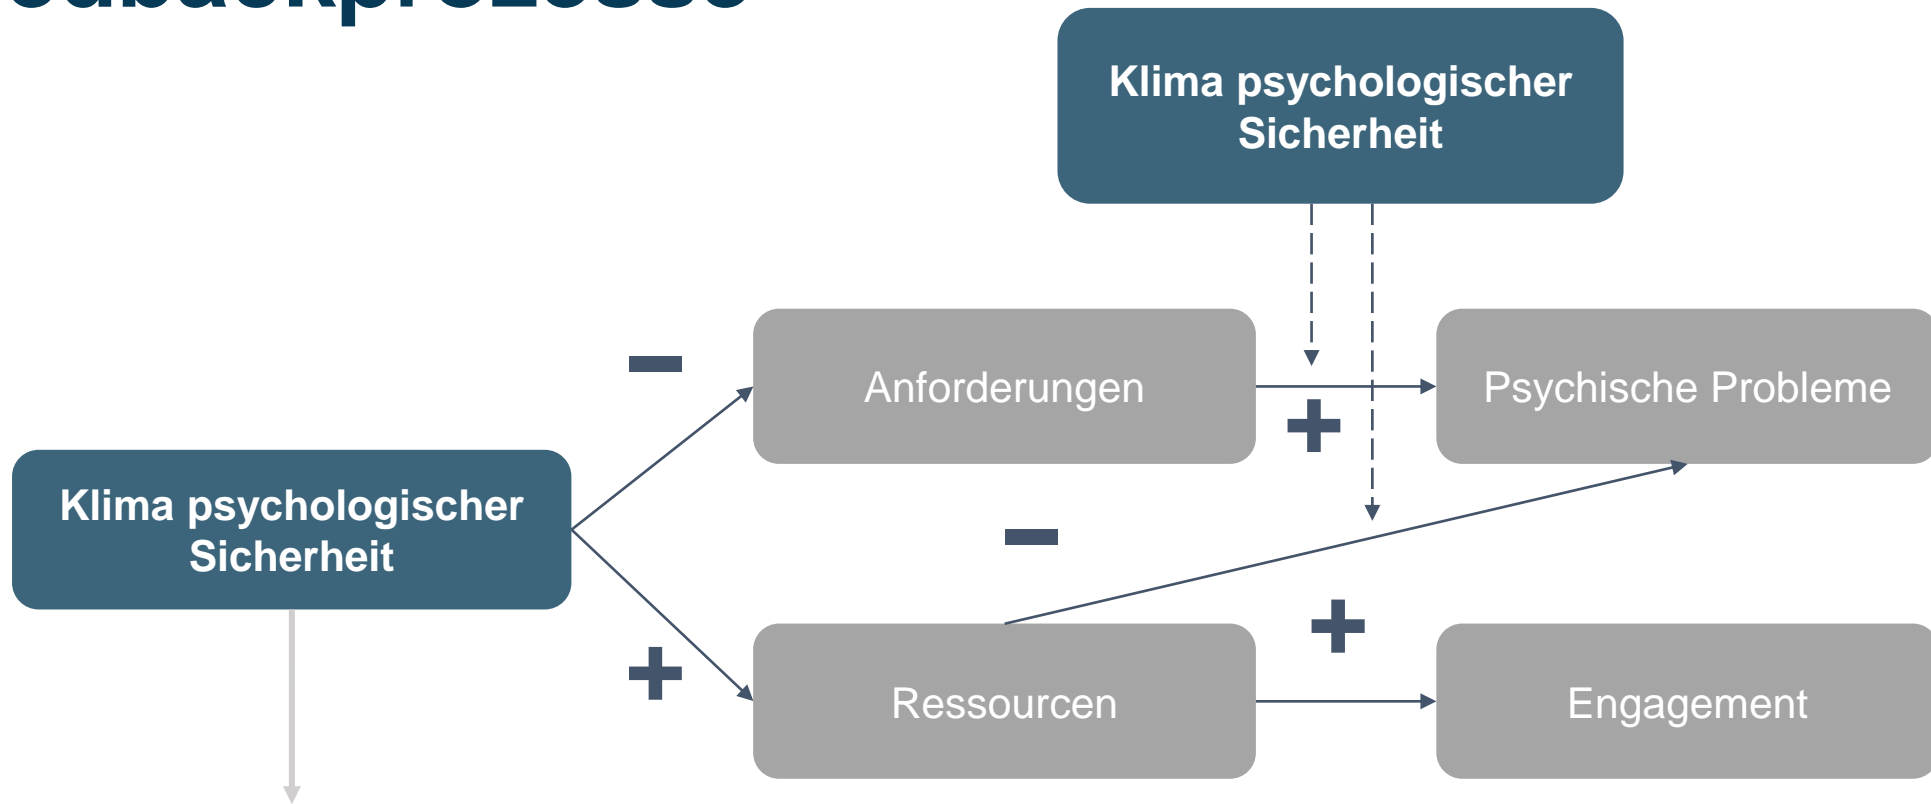 Klima psychologischer
Sicherheit
Anforderungen
Psychische Probleme
Klima psychologischer
Sicherheit
Ressourcen
Engagement